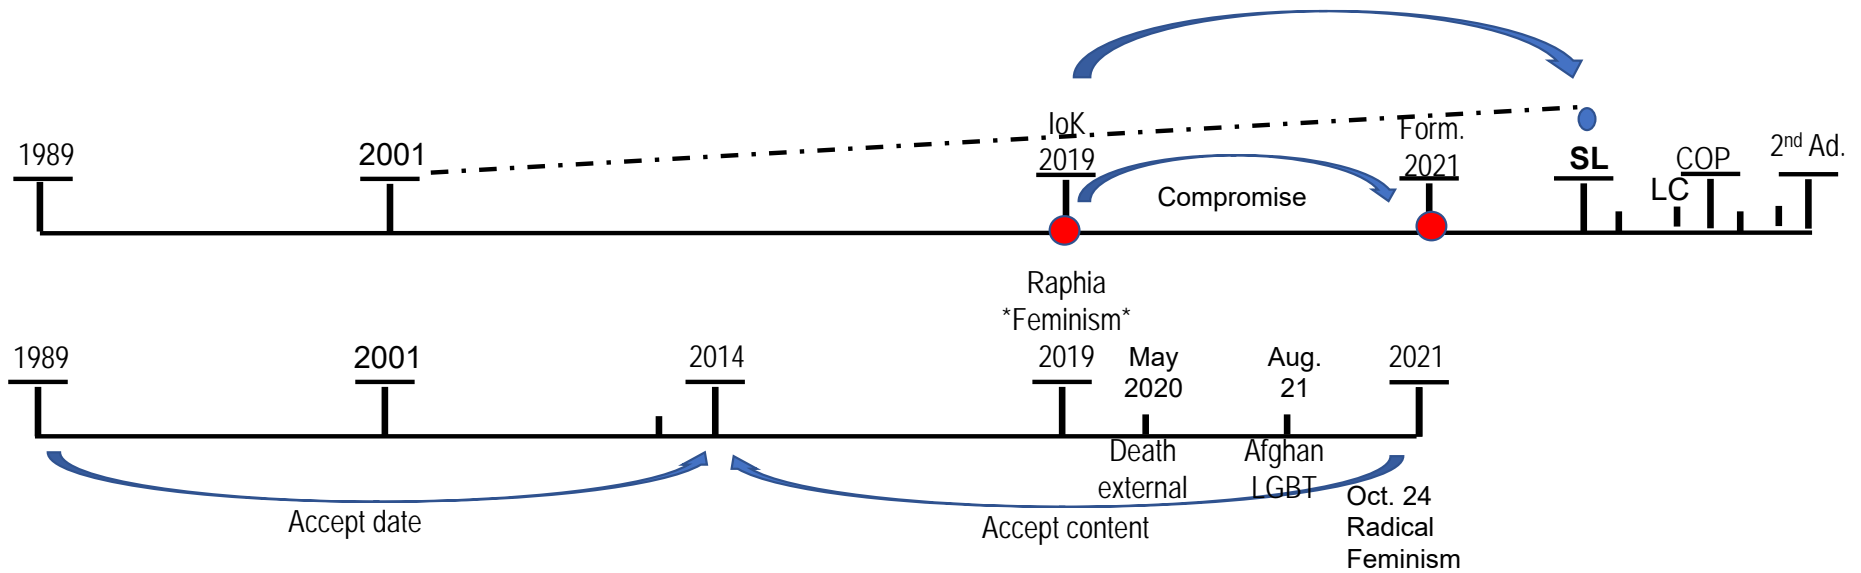 1989
2001
IoK
2019
Form.
2021
SL
LC
COP
2nd Ad.
Compromise
Raphia
*Feminism*
1989
2001
2014
2019
May
2020
Aug.
21
2021
Death
external
Afghan
LGBT
Oct. 24
Radical
Feminism
Accept date
Accept content